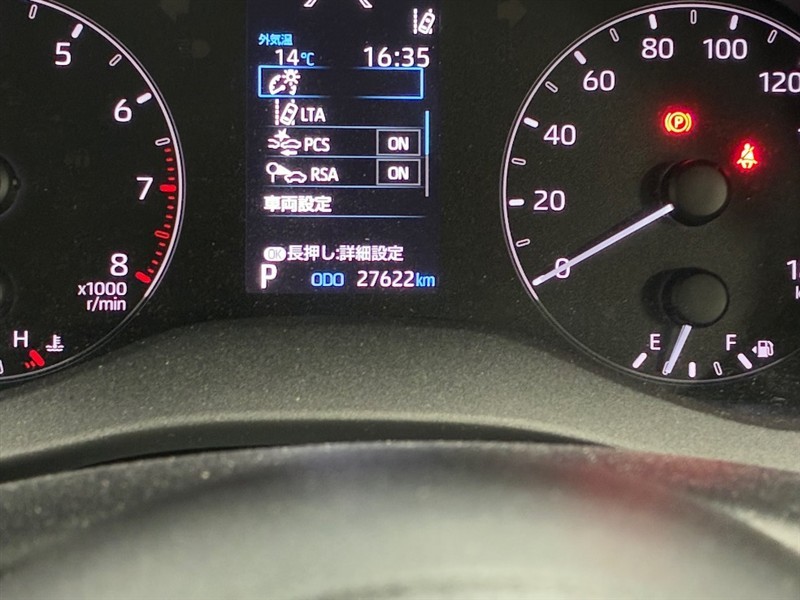 5
6
7
8
x1000
r/min
H
外気温
14℃ 16:35
LTA
PCS ON
RSA ON
車両設定
OK 長押し:詳細設定
P ODO 27622km
0
20
40
60
80
100
120
P
E F